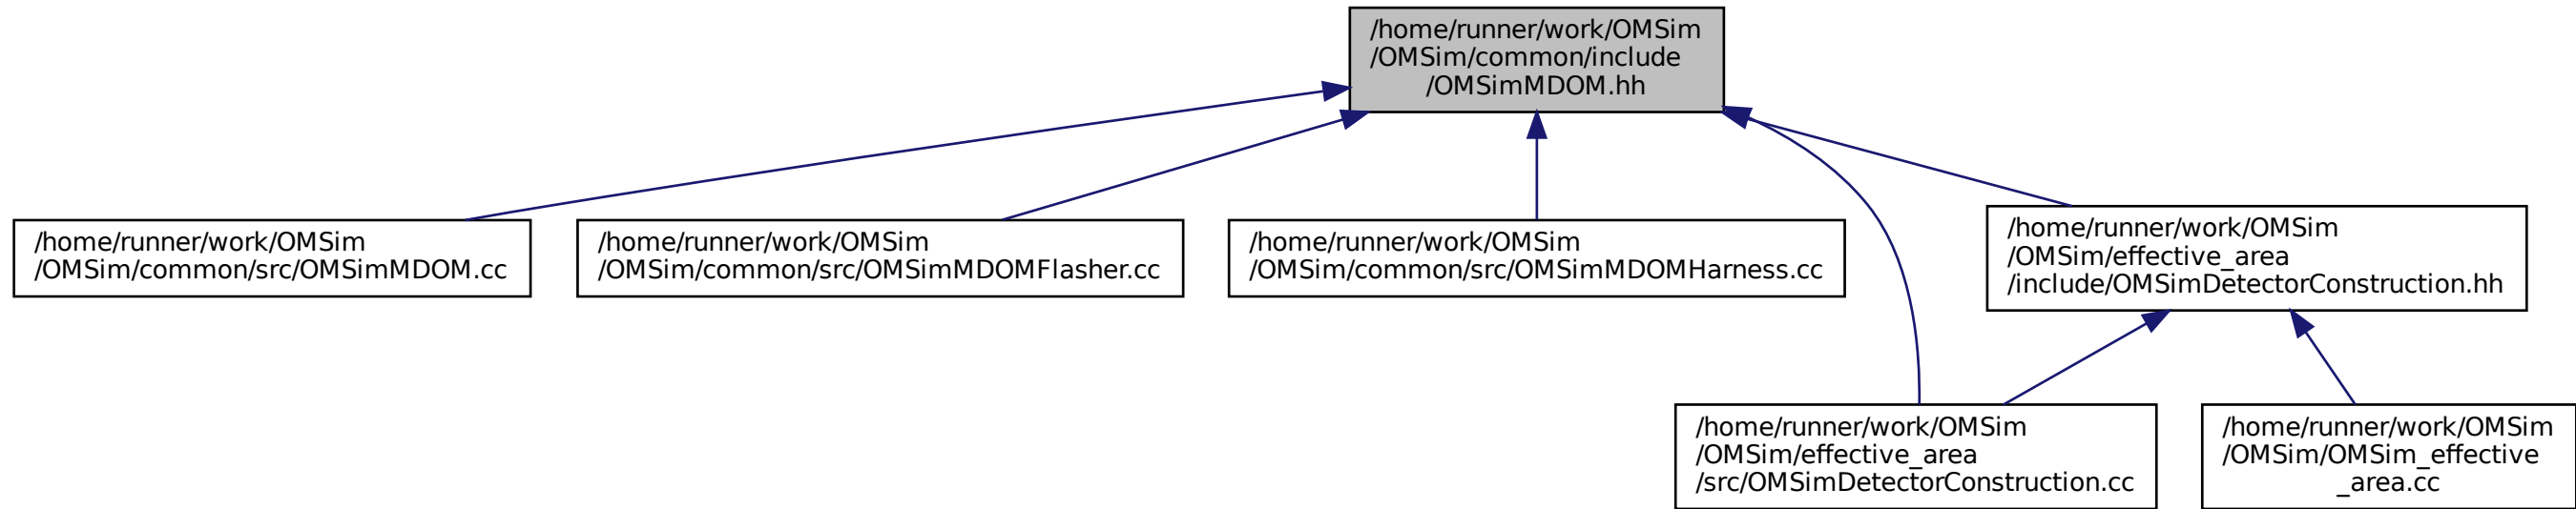 /home/runner/work/OMSim
/OMSim/common/include
/OMSimMDOM.hh
/home/runner/work/OMSim
/OMSim/common/src/OMSimMDOM.cc
/home/runner/work/OMSim
/OMSim/common/src/OMSimMDOMFlasher.cc
/home/runner/work/OMSim
/OMSim/common/src/OMSimMDOMHarness.cc
/home/runner/work/OMSim
/OMSim/effective_area
/include/OMSimDetectorConstruction.hh
/home/runner/work/OMSim
/OMSim/effective_area
/src/OMSimDetectorConstruction.cc
/home/runner/work/OMSim
/OMSim/OMSim_effective
_area.cc